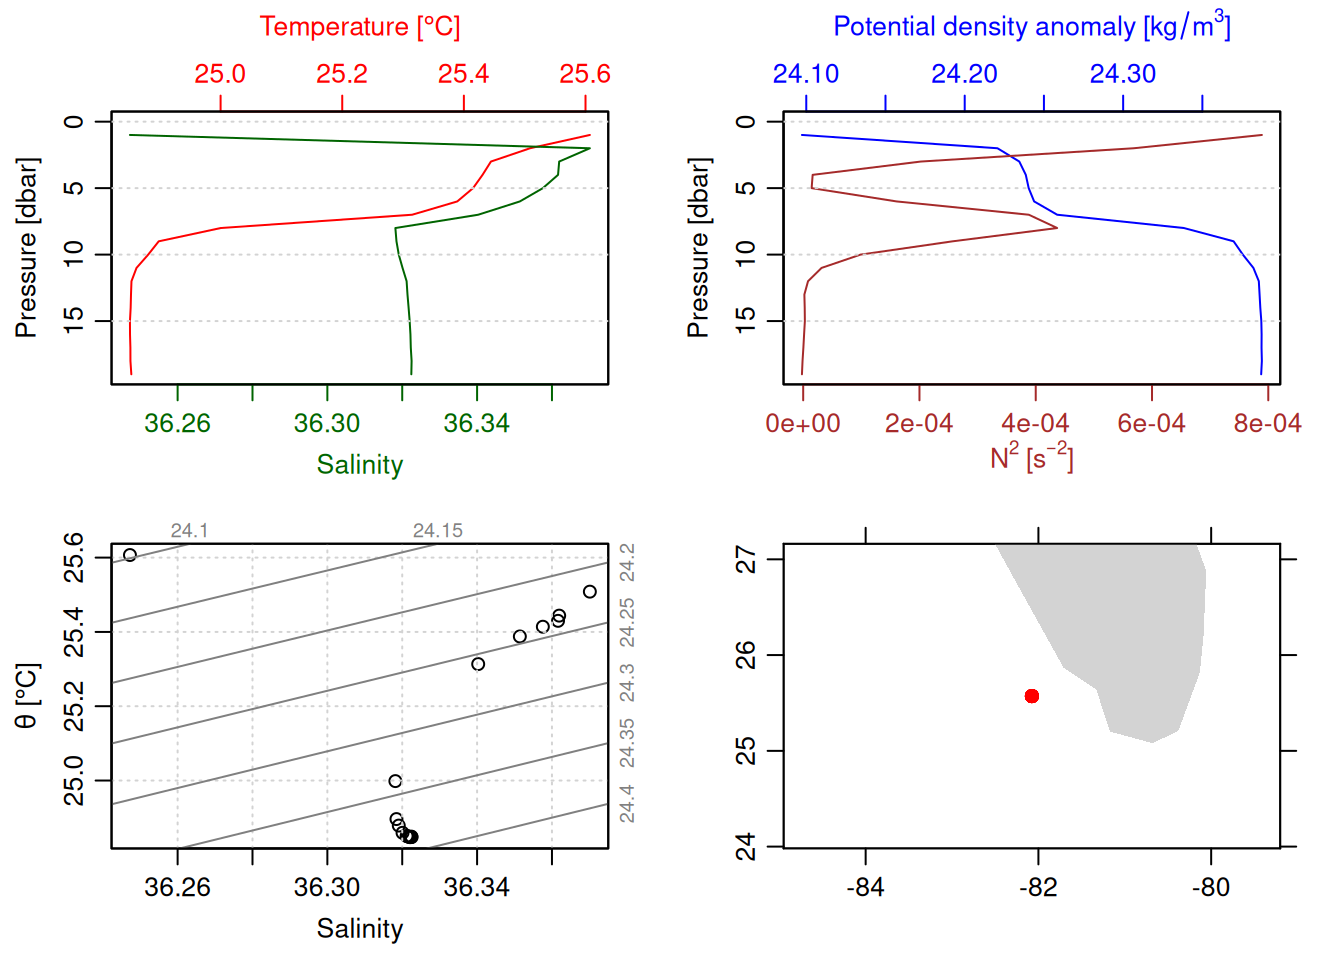 Temperature [°C]
25.0 25.2 25.4 25.6
Pressure [dbar]
0
5
10
15
36.26 36.30 36.34
Salinity
Potential density anomaly [kg/m³]
24.10 24.20 24.30
Pressure [dbar]
0
5
10
15
0e+00 2e-04 4e-04 6e-04 8e-04
N² [s⁻²]
24.1 24.15
θ [°C]
25.6
25.4
25.2
25.0
24.2
24.25
24.3
24.35
24.4
36.26 36.30 36.34
Salinity
27
26
25
24
-84 -82 -80